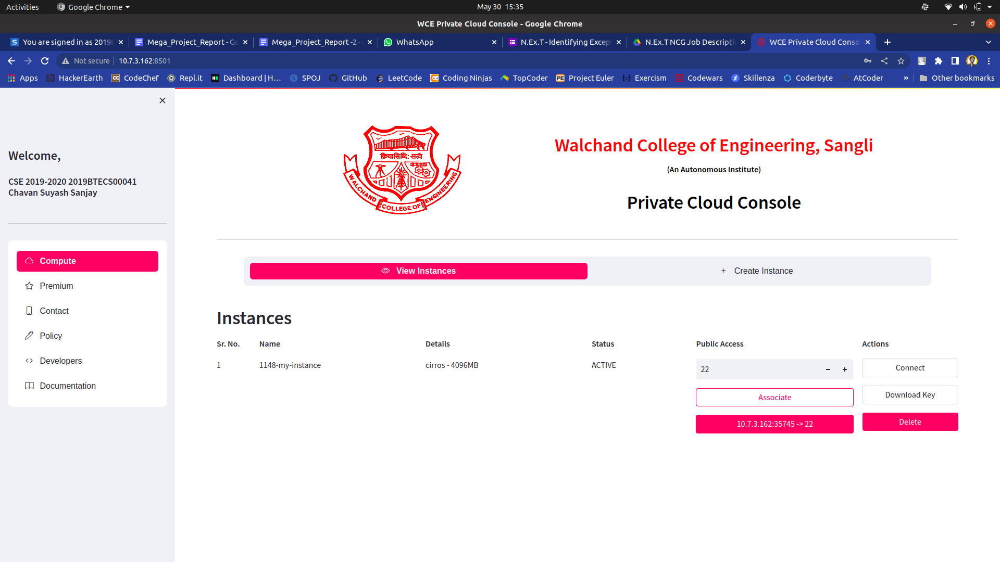 Activities
Google Chrome
May 30 15:35
WCE Private Cloud Console - Google Chrome
You are signed in as 2019B
Mega_Project_Report - Go
Mega_Project_Report -2 -
WhatsApp
N.Ex.T - Identifying Excep
N.Ex.T NCG Job Descripti
WCE Private Cloud Conso
Not secure
10.7.3.162:8501
Apps
HackerEarth
CodeChef
Repl.it
Dashboard | H...
SPOJ
GitHub
LeetCode
Coding Ninjas
TopCoder
Project Euler
Exercism
Codewars
Skillenza
Coderbyte
AtCoder
»
Other bookmarks
Welcome,
CSE 2019-2020 2019BTECS00041
Chavan Suyash Sanjay
Compute
Premium
Contact
Policy
Developers
Documentation
क्रियासिद्धि: सत्वे
WALCHAND COLLEGE OF ENGINEERING
Walchand College of Engineering, Sangli
(An Autonomous Institute)
Private Cloud Console
View Instances
+ Create Instance
Instances
Sr. No. Name Details Status Public Access Actions
1 1148-my-instance cirros - 4096MB ACTIVE 22 - + Connect
Associate Download Key
10.7.3.162:35745 -> 22 Delete